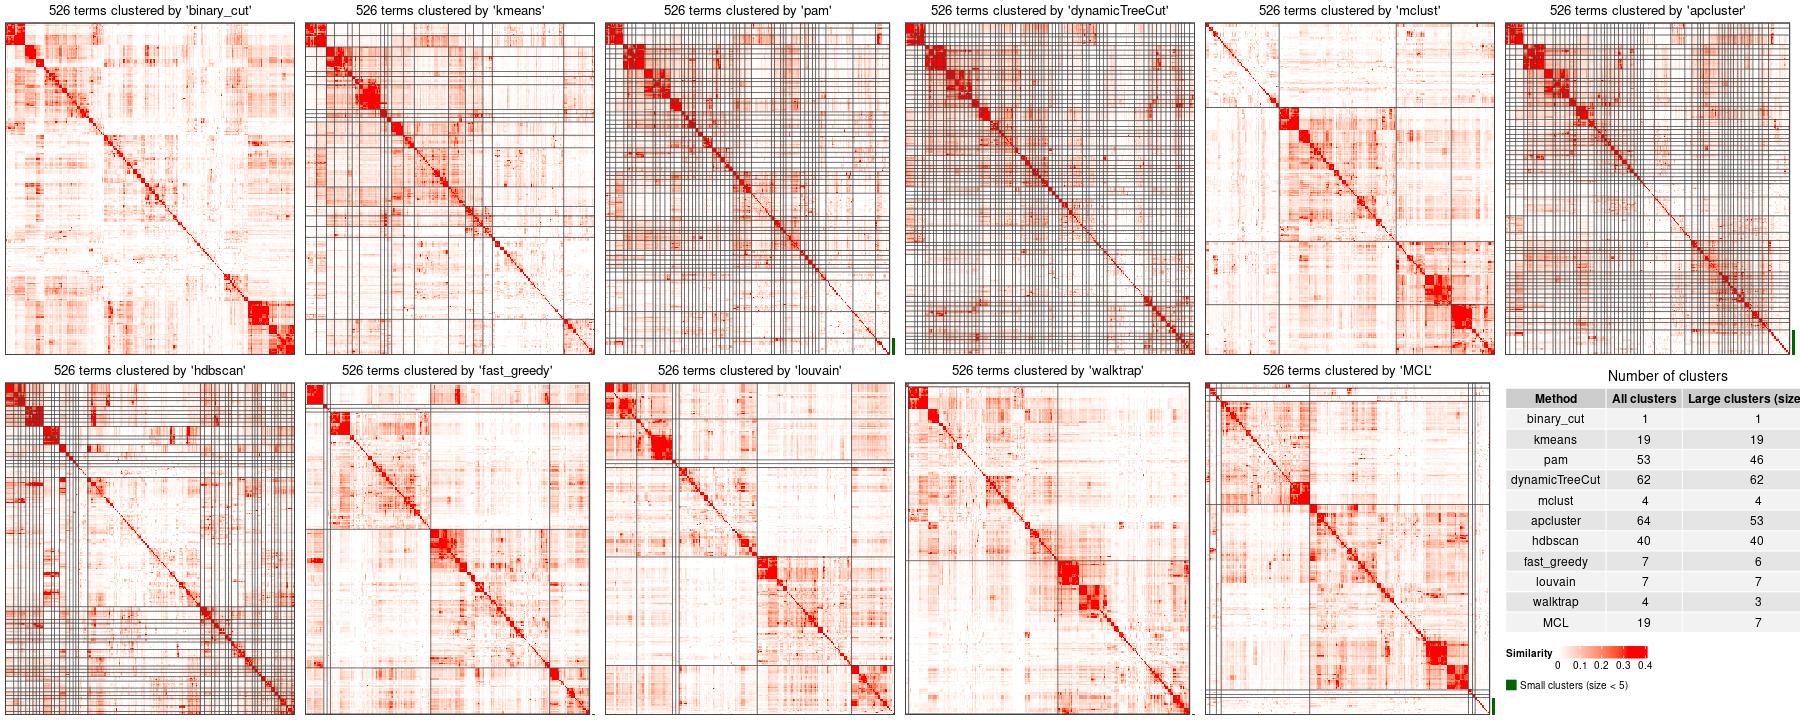 526 terms clustered by 'binary_cut'
526 terms clustered by 'kmeans'
526 terms clustered by 'pam'
526 terms clustered by 'dynamicTreeCut'
526 terms clustered by 'mclust'
526 terms clustered by 'apcluster'
526 terms clustered by 'hdbscan'
526 terms clustered by 'fast_greedy'
526 terms clustered by 'louvain'
526 terms clustered by 'walktrap'
526 terms clustered by 'MCL'
Number of clusters
Method All clusters Large clusters (size
binary_cut 1 1
kmeans 19 19
pam 53 46
dynamicTreeCut 62 62
mclust 4 4
apcluster 64 53
hdbscan 40 40
fast_greedy 7 6
louvain 7 7
walktrap 4 3
MCL 19 7
Similarity
0 0.1 0.2 0.3 0.4
Small clusters (size < 5)